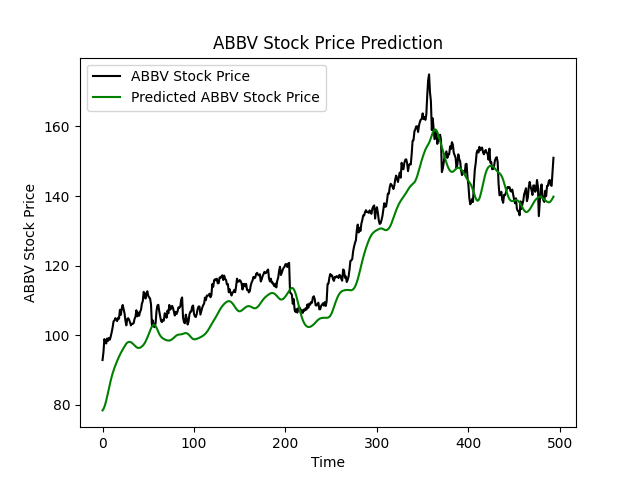 ABBV Stock Price Prediction
ABBV Stock Price
Predicted ABBV Stock Price
ABBV Stock Price
160
140
120
100
80
0 100 200 300 400 500
Time